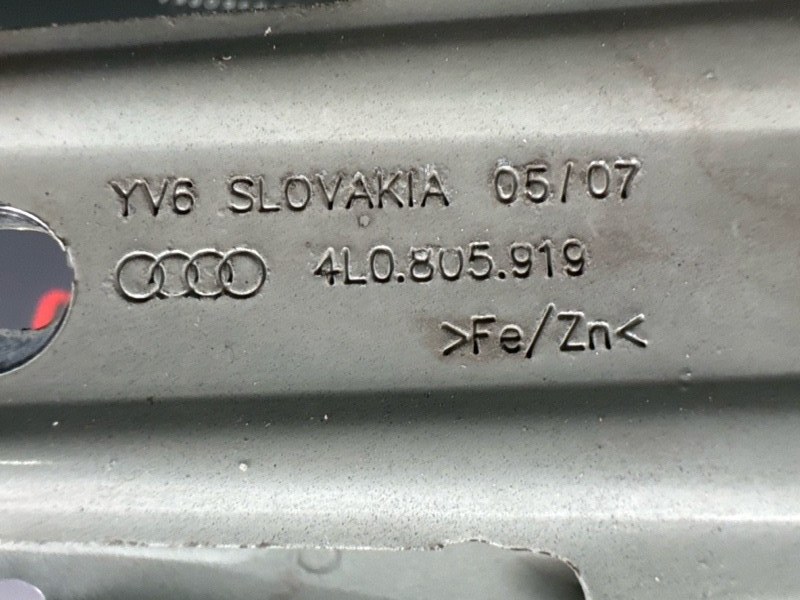 YV6 SLOVAKIA 05/07
4L0.805.919
>Fe/Zn<